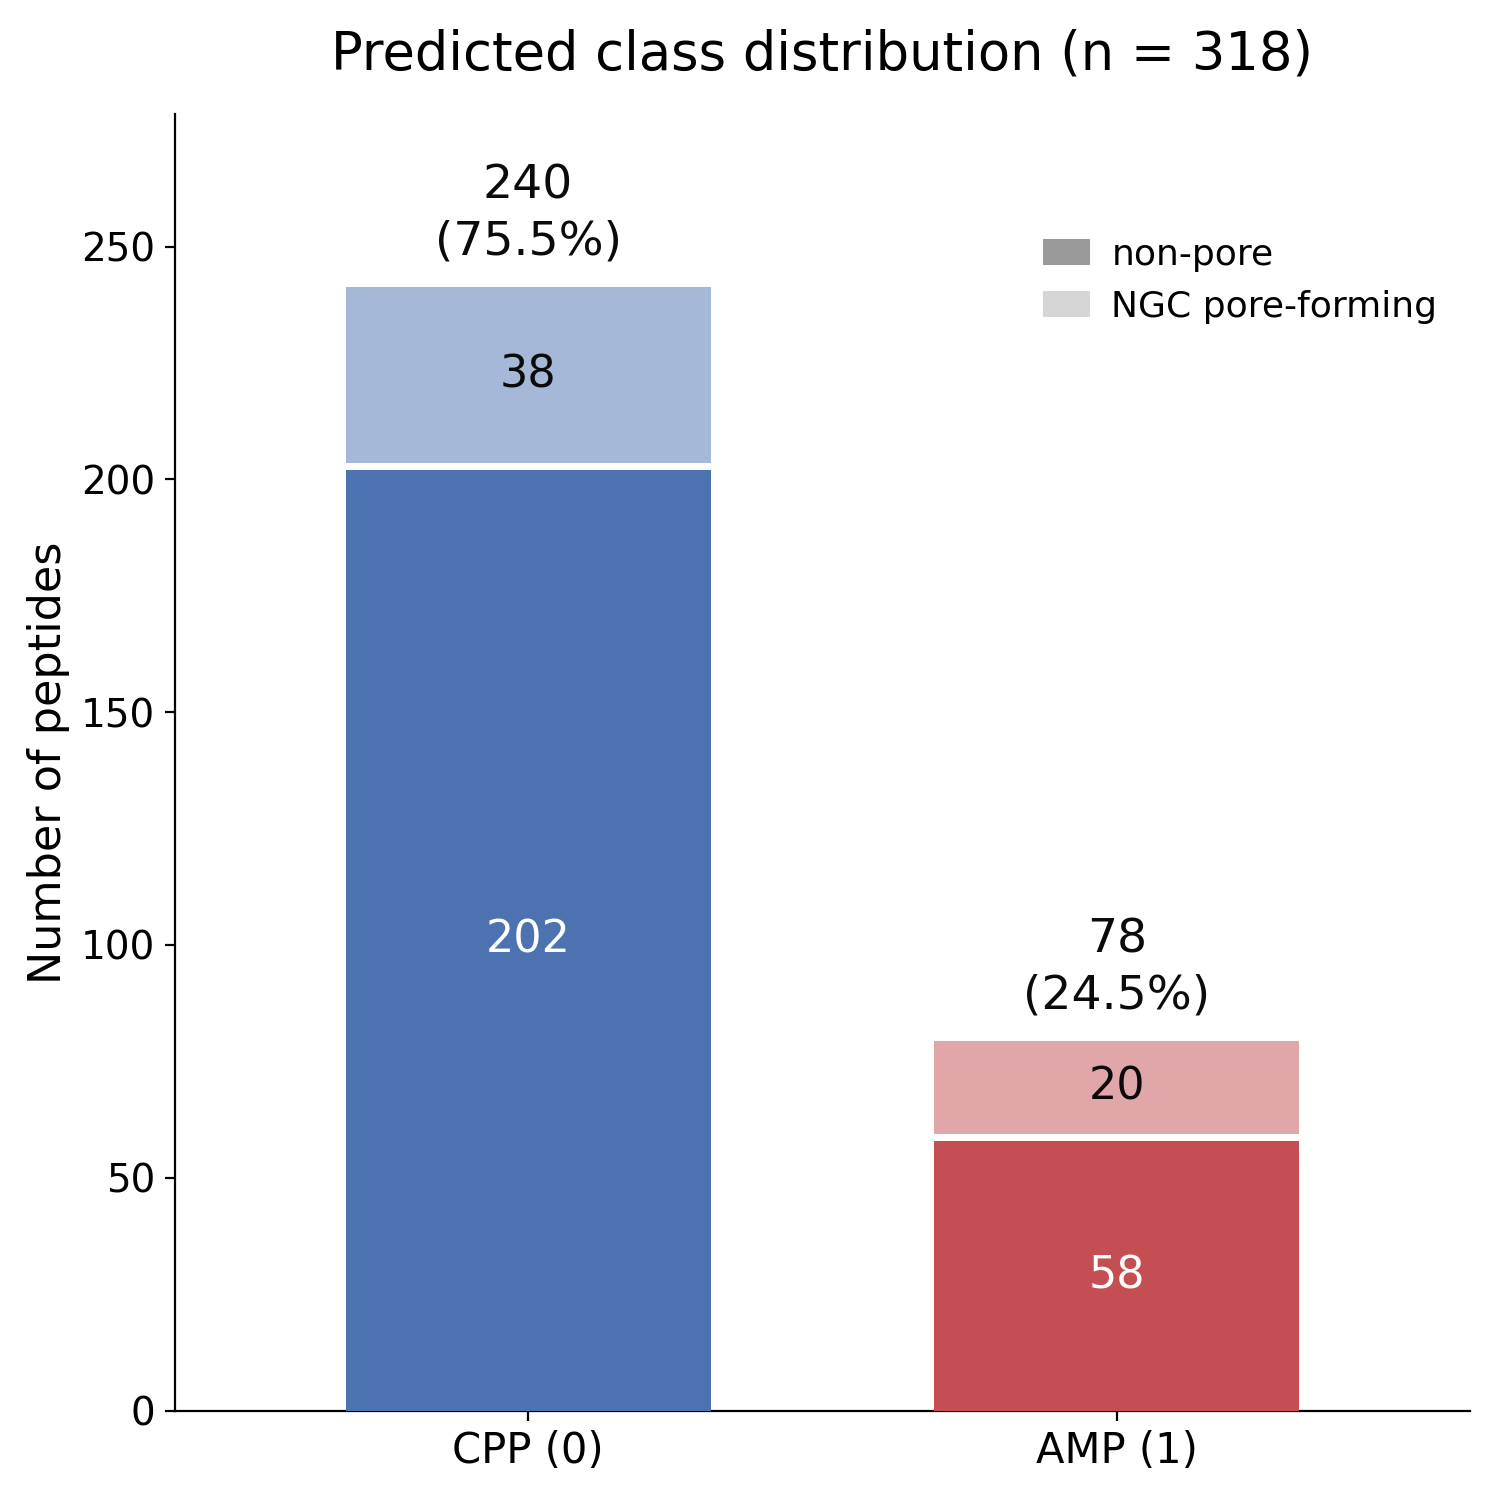 Predicted class distribution (n = 318)
Number of peptides
250
200
150
100
50
0
240
(75.5%)
38
202
78
(24.5%)
20
58
non-pore
NGC pore-forming
CPP (0)
AMP (1)